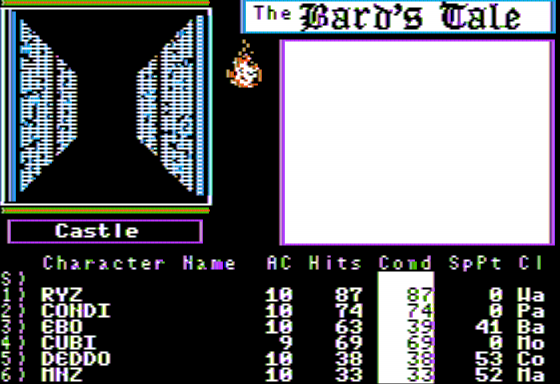 The Bard's Tale
Castle
Character Name AC Hits Cond SpPt Cl
S)
1) RYZ 10 87 87 0 Wa
2) CONDI 10 74 74 0 Pa
3) EBO 10 63 39 41 Ba
4) CUBI 9 69 69 0 Mo
5) DEDDO 10 38 38 53 Co
6) MNZ 10 33 33 52 Ma